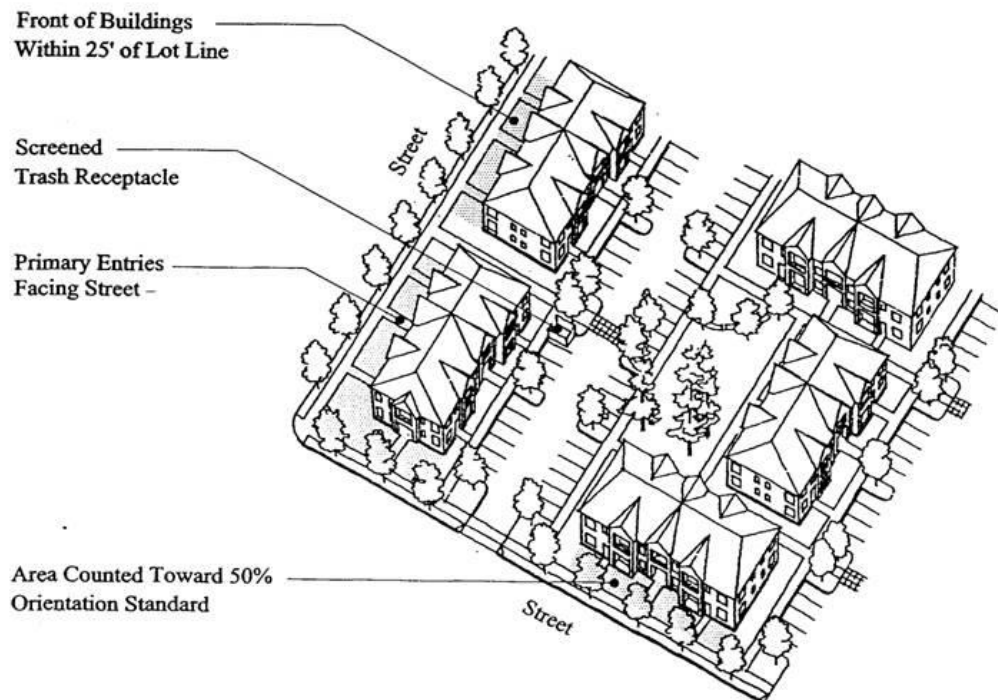 Front of Buildings
Within 25' of Lot Line
Street
Screened
Trash Receptacle
Primary Entries
Facing Street –
Area Counted Toward 50%
Orientation Standard
Street